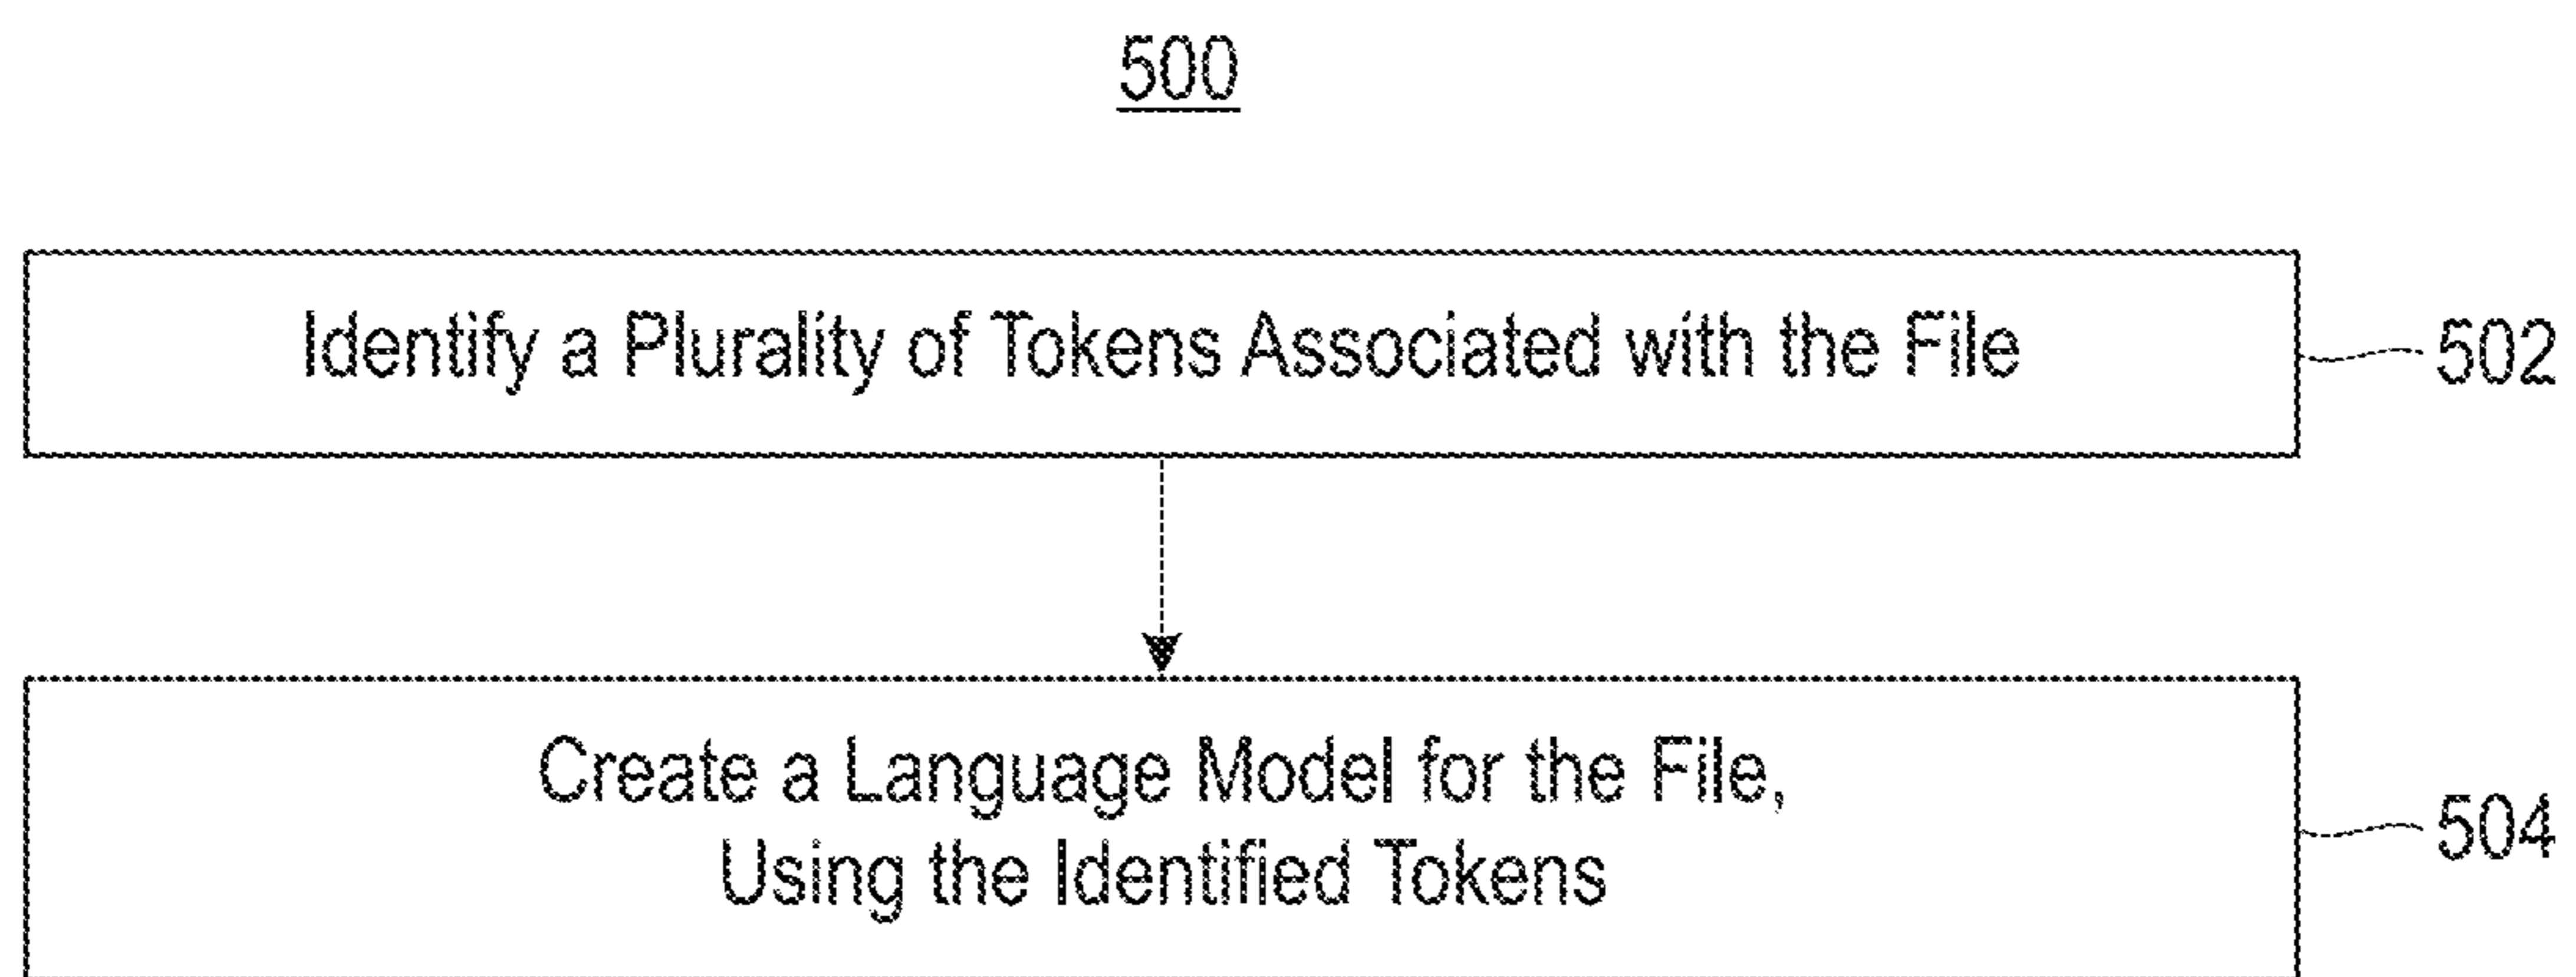 500
Identify a Plurality of Tokens Associated with the File
502
Create a Language Model for the File,
Using the Identified Tokens
504